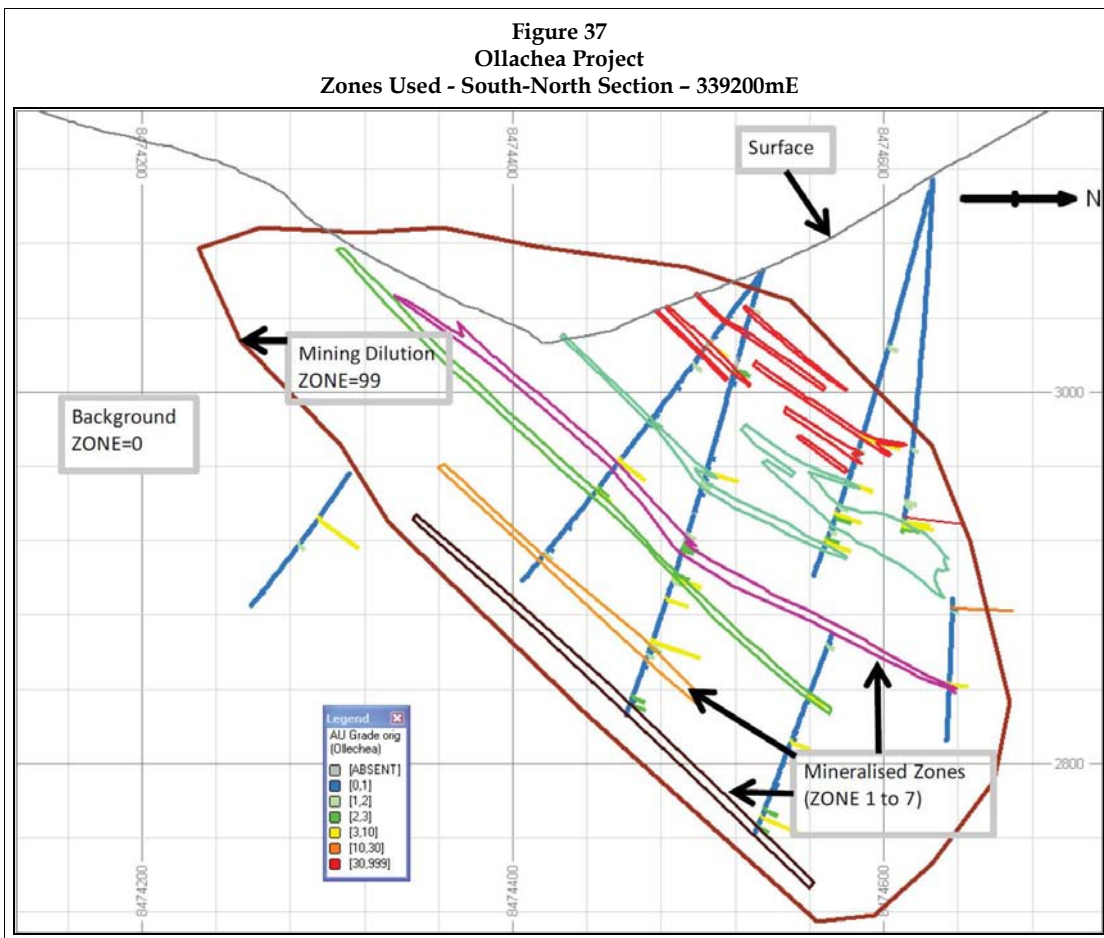 Figure 37
Ollachea Project
Zones Used - South-North Section – 339200mE
8474200
8474400
8474600
Surface
N
Mining Dilution
ZONE=99
3000
Background
ZONE=0
Legend
AU Grade orig
(Ollechea)
[ABSENT]
[0,1]
[1,2]
[2,3]
[3,10]
[10,30]
[30,999]
2800
Mineralised Zones
(ZONE 1 to 7)
8474200
8474400
8474600